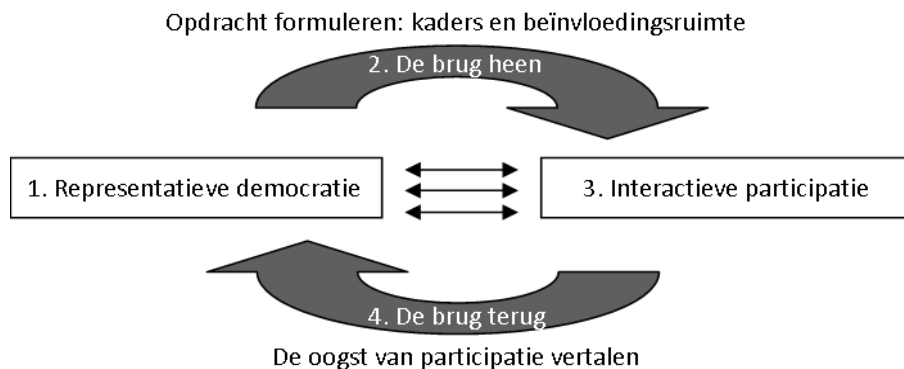 Opdracht formuleren: kaders en beïnvloedingsruimte
2. De brug heen
1. Representatieve democratie
3. Interactieve participatie
4. De brug terug
De oogst van participatie vertalen